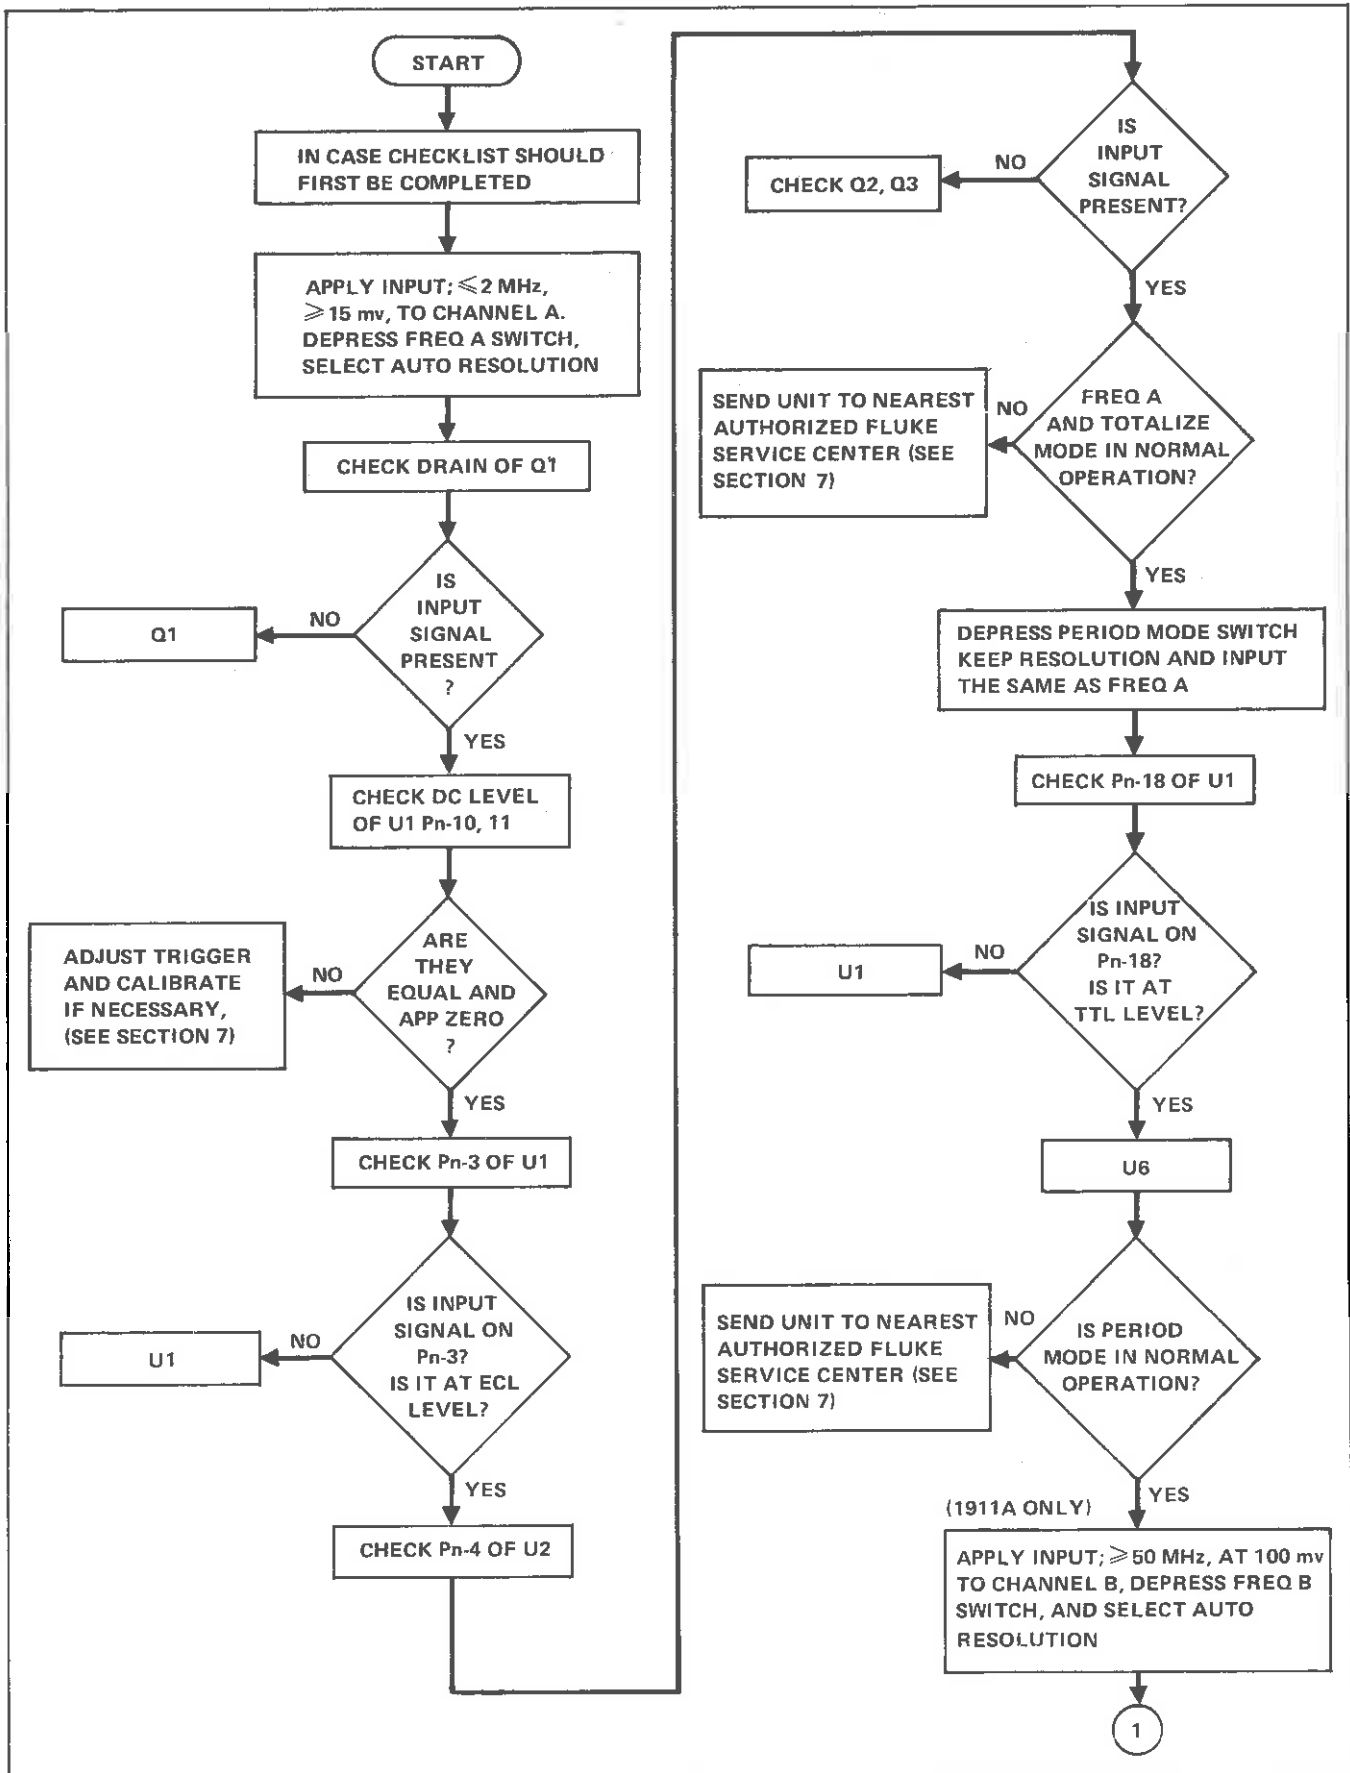 START
IN CASE CHECKLIST SHOULD
FIRST BE COMPLETED
APPLY INPUT; ≤2 MHz,
≥15 mv, TO CHANNEL A.
DEPRESS FREQ A SWITCH,
SELECT AUTO RESOLUTION
CHECK DRAIN OF Q1
IS
INPUT
SIGNAL
PRESENT
?
NO
Q1
YES
CHECK DC LEVEL
OF U1 Pn-10, 11
ARE
THEY
EQUAL AND
APP ZERO
?
NO
ADJUST TRIGGER
AND CALIBRATE
IF NECESSARY,
(SEE SECTION 7)
YES
CHECK Pn-3 OF U1
IS INPUT
SIGNAL ON
Pn-3?
IS IT AT ECL
LEVEL?
NO
U1
YES
CHECK Pn-4 OF U2
IS
INPUT
SIGNAL
PRESENT?
NO
CHECK Q2, Q3
YES
FREQ A
AND TOTALIZE
MODE IN NORMAL
OPERATION?
NO
SEND UNIT TO NEAREST
AUTHORIZED FLUKE
SERVICE CENTER (SEE
SECTION 7)
YES
DEPRESS PERIOD MODE SWITCH
KEEP RESOLUTION AND INPUT
THE SAME AS FREQ A
CHECK Pn-18 OF U1
IS INPUT
SIGNAL ON
Pn-18?
IS IT AT
TTL LEVEL?
NO
U1
YES
U6
IS PERIOD
MODE IN NORMAL
OPERATION?
NO
SEND UNIT TO NEAREST
AUTHORIZED FLUKE
SERVICE CENTER (SEE
SECTION 7)
YES
(1911A ONLY)
APPLY INPUT; ≥50 MHz, AT 100 mv
TO CHANNEL B, DEPRESS FREQ B
SWITCH, AND SELECT AUTO
RESOLUTION
1